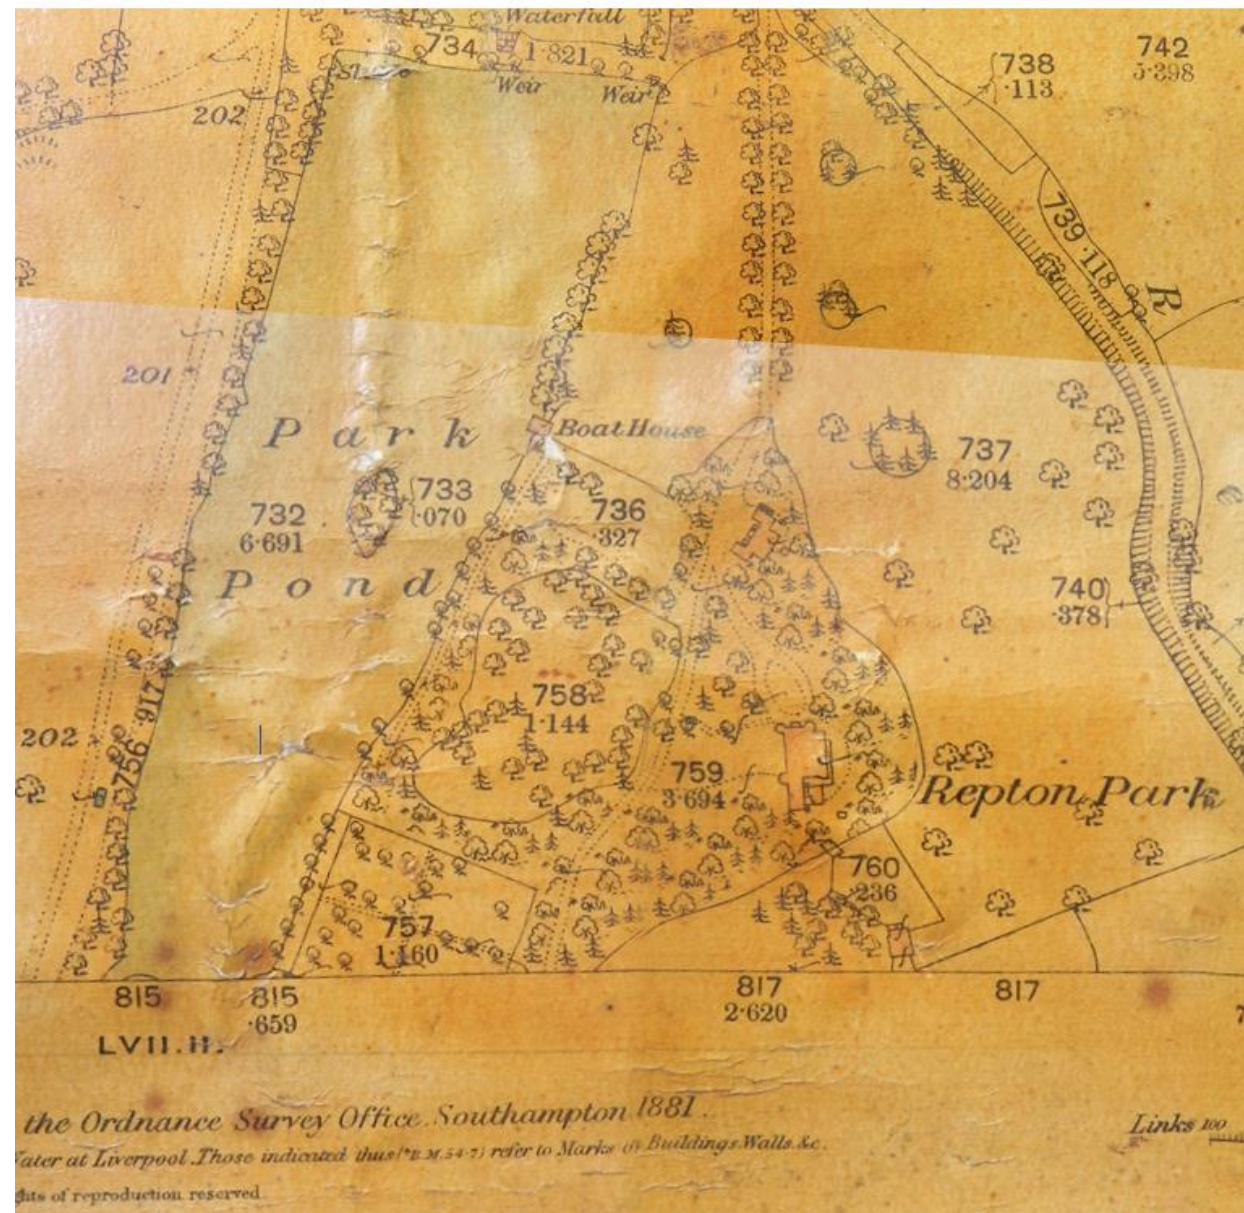 Waterfall
734
1·821
738
·113
742
5·398
Weir
Weir
202
739
·118
R
201
Park
Boat House
737
8·204
733
·070
732
6·691
736
·327
Pond
740
·378
758
1·144
917
202
756
759
3·694
Repton Park
760
·236
757
1·160
815
815
·659
817
2·620
817
LVII.II.
the Ordnance Survey Office Southampton 1881.
at Liverpool. Those indicated thus (B.M. 54·7) refer to Marks on Buildings, Walls &c.
of reproduction reserved
Links 100